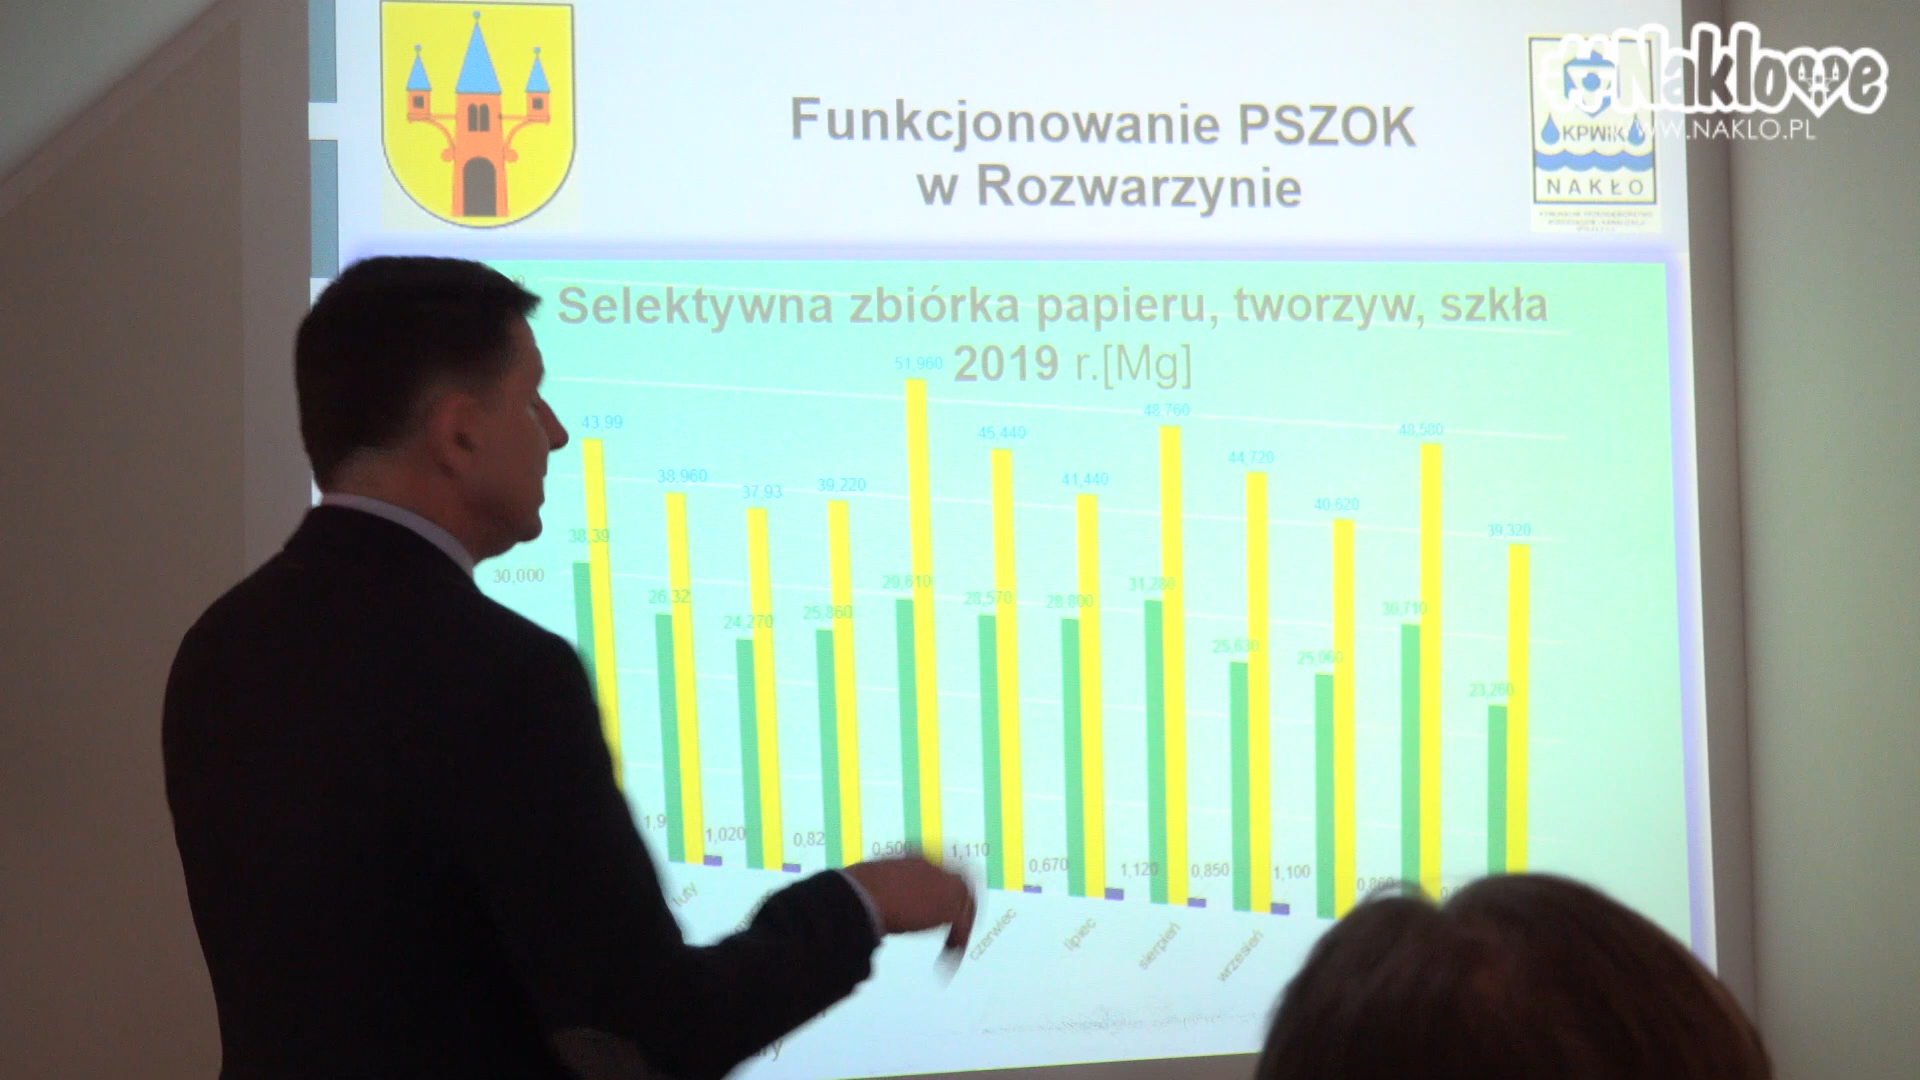 #Naklowe
WWW.NAKLO.PL
KPWiK
NAKŁO
Funkcjonowanie PSZOK
w Rozwarzynie
Selektywna zbiórka papieru, tworzyw, szkła
2019 r.[Mg]
51,960
48,760
43,99
45,440
48,580
44,720
38,960
37,93
39,220
41,440
40,620
39,320
38,39
30,000
26,32
24,270
25,860
29,610
28,570
28,800
31,280
25,630
25,060
30,710
23,260
1,020
0,500
1,110
0,670
1,120
0,850
1,100
0,860
luty
czerwiec
lipiec
sierpień
wrzesień